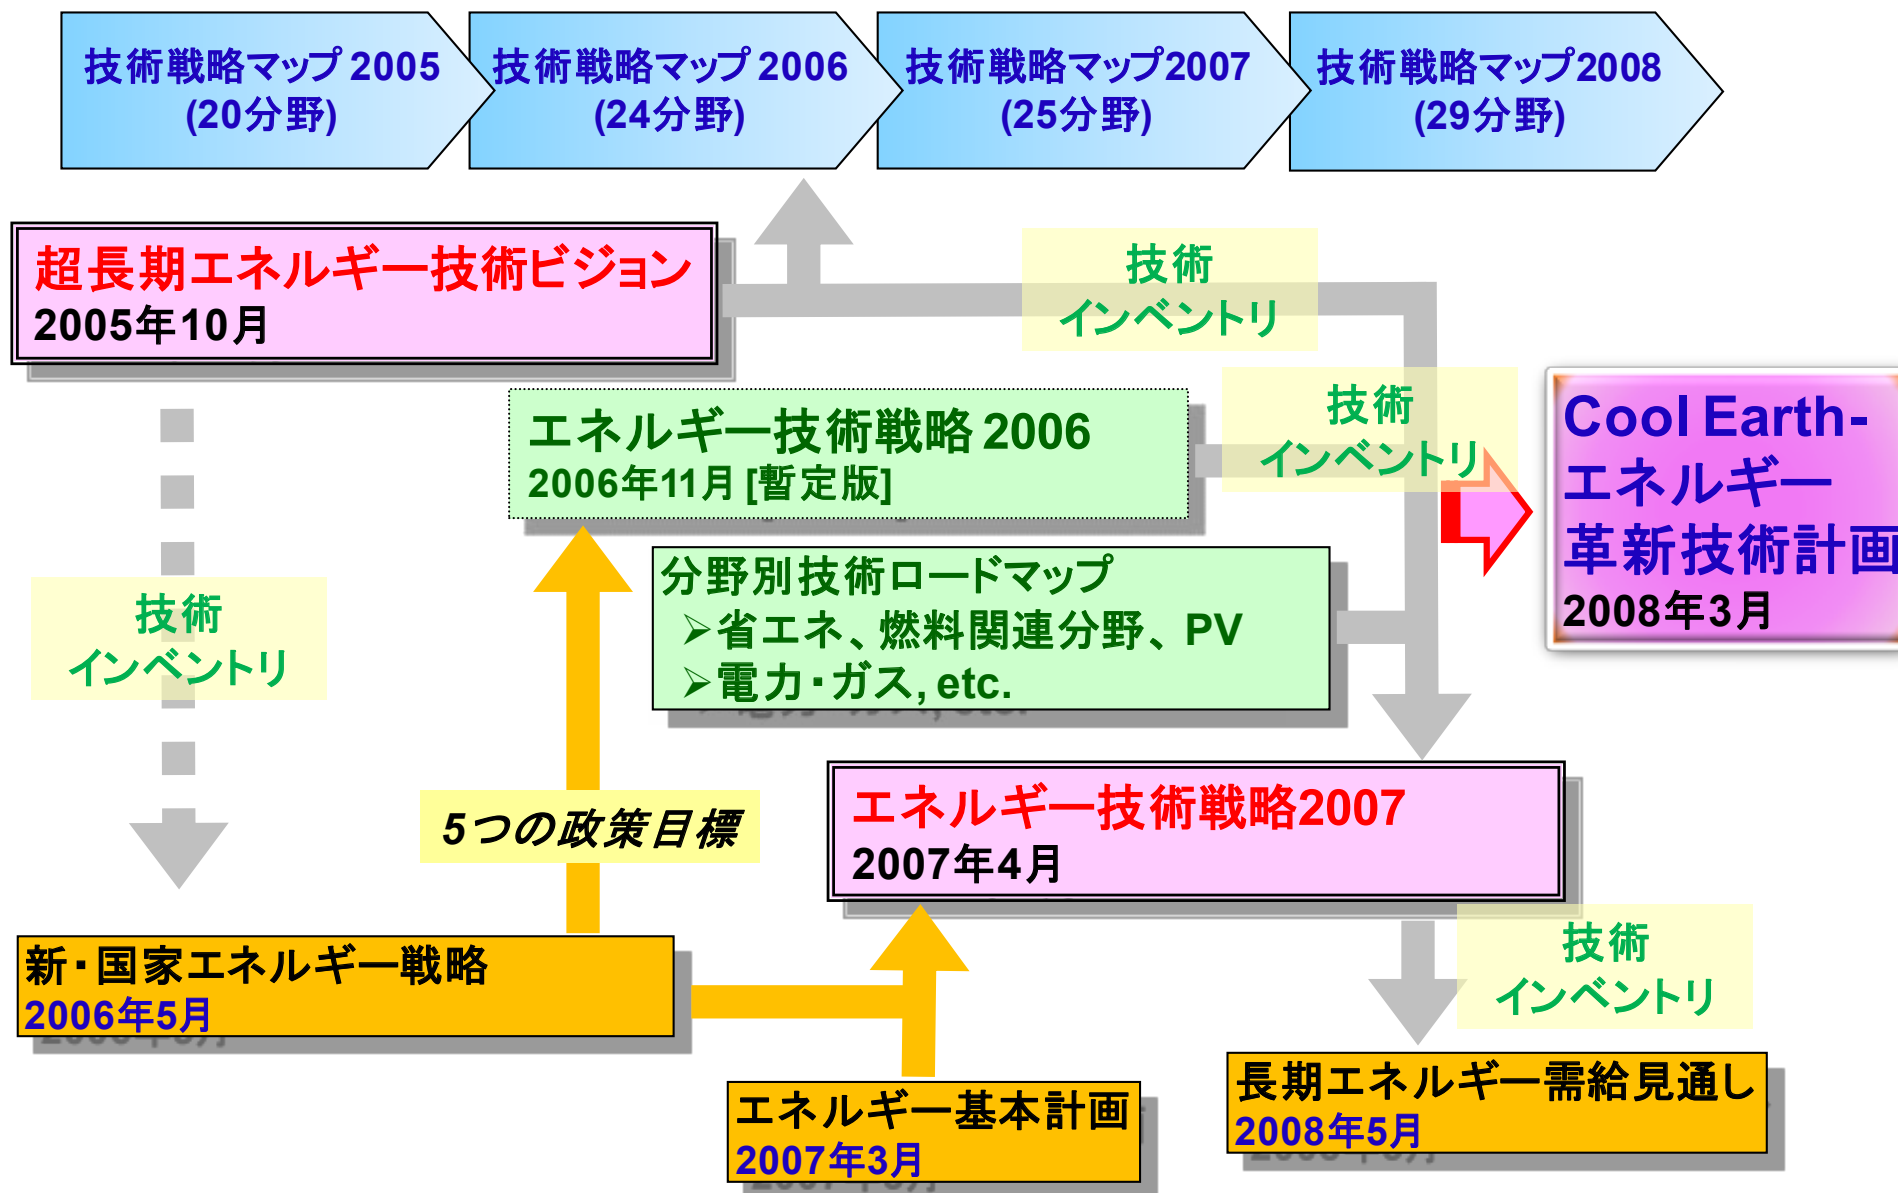 技術戦略マップ 2005
(20分野)
技術戦略マップ 2006
(24分野)
技術戦略マップ2007
(25分野)
技術戦略マップ2008
(29分野)
超長期エネルギー技術ビジョン
2005年10月
技術
インベントリ
エネルギー技術戦略 2006
2006年11月 [暫定版]
技術
インベントリ
Cool Earth-
エネルギー
革新技術計画
2008年3月
分野別技術ロードマップ
➢省エネ、燃料関連分野、PV
➢電力・ガス, etc.
技術
インベントリ
5つの政策目標
エネルギー技術戦略2007
2007年4月
新・国家エネルギー戦略
2006年5月
技術
インベントリ
エネルギー基本計画
2007年3月
長期エネルギー需給見通し
2008年5月